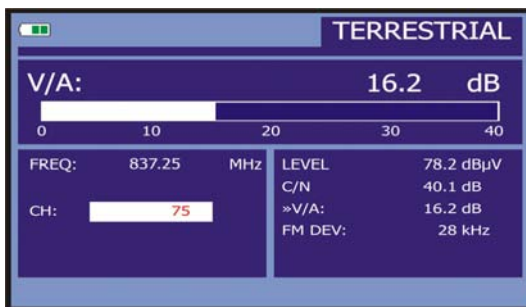 TERRESTRIAL
V/A: 16.2 dB
0 10 20 30 40
FREQ: 837.25 MHz
CH: 75
LEVEL 78.2 dBµV
C/N 40.1 dB
»V/A: 16.2 dB
FM DEV: 28 kHz